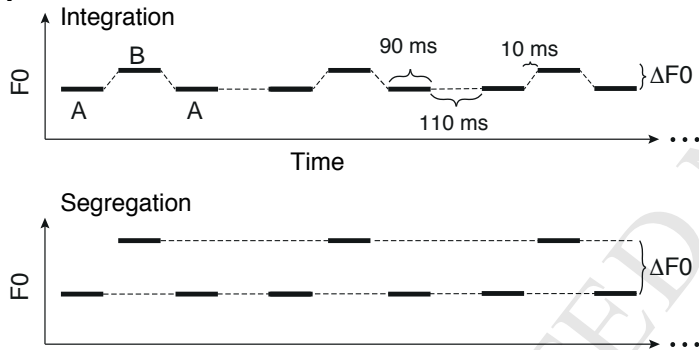 Integration
F0
B
A
A
90 ms
110 ms
10 ms
ΔF0
Time
Segregation
F0
ΔF0